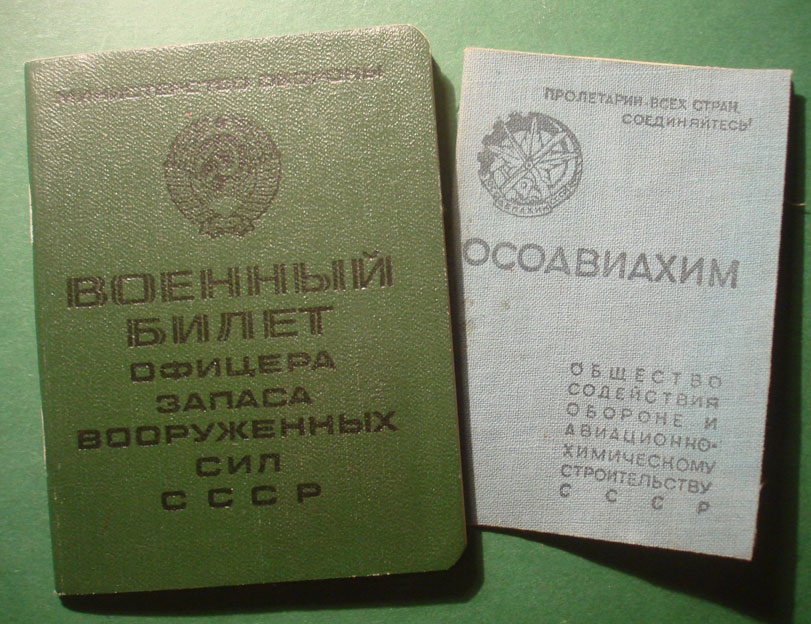 МИНИСТЕРСТВО ОБОРОНЫ
ВОЕННЫЙ
БИЛЕТ
ОФИЦЕРА
ЗАПАСА
ВООРУЖЕННЫХ
СИЛ
СССР
ПРОЛЕТАРИИ ВСЕХ СТРАН,
СОЕДИНЯЙТЕСЬ!
ОСОАВИАХИМ
ОБЩЕСТВО
СОДЕЙСТВИЯ
ОБОРОНЕ И
АВИАЦИОННО-
ХИМИЧЕСКОМУ
СТРОИТЕЛЬСТВУ
СССР